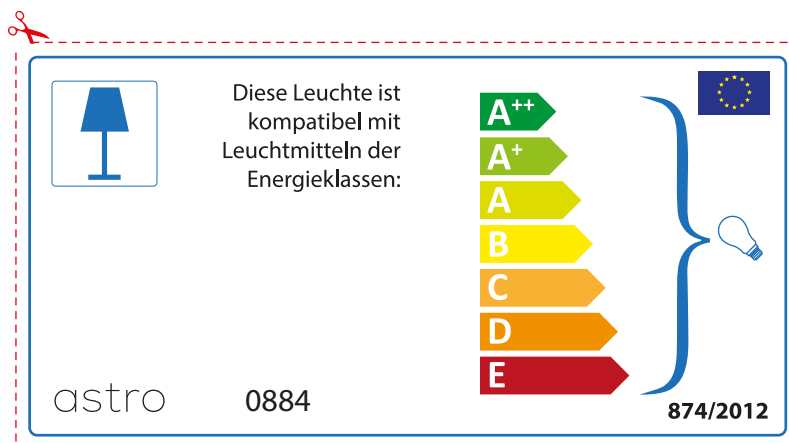 Diese Leuchte ist
kompatibel mit
Leuchtmitteln der
Energieklassen:
A++
A+
A
B
C
D
E
astro
0884
874/2012